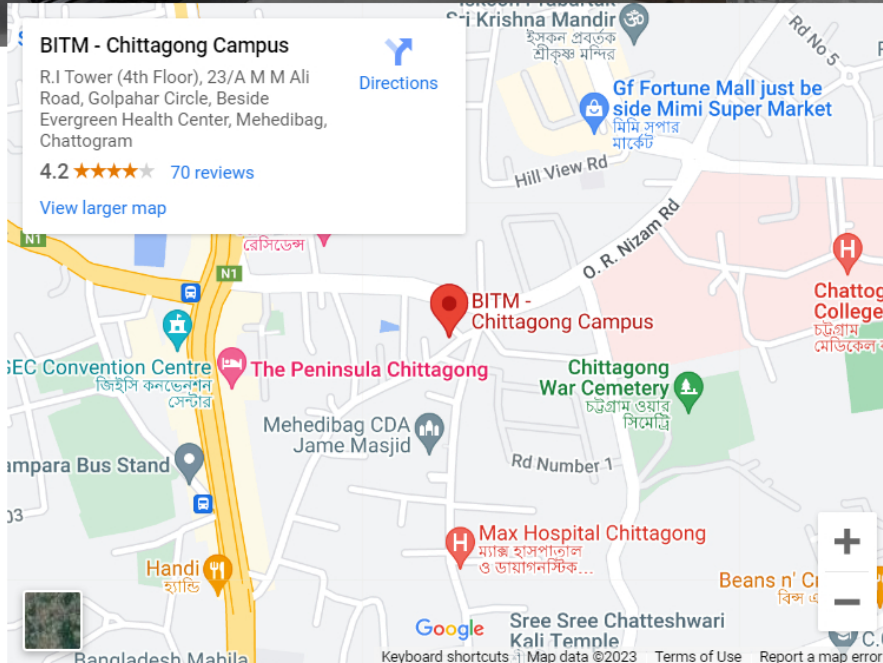 BITM - Chittagong Campus
R.I Tower (4th Floor), 23/A M M Ali
Road, Golpahar Circle, Beside
Evergreen Health Center, Mehedibag,
Chattogram
4.2
70 reviews
View larger map
Directions
Sri Krishna Mandir
ইসকন প্রবর্তক
শ্রীকৃষ্ণ মন্দির
Rd No 5
Gf Fortune Mall just be
side Mimi Super Market
মিমি সুপার
মার্কেট
Hill View Rd
O. R. Nizam Rd
N1
রেসিডেন্স
N1
BITM -
Chittagong Campus
H
Chattog
College
চট্টগ্রাম
মেডিকেল
EC Convention Centre
জিইসি কনভেনশন
সেন্টার
The Peninsula Chittagong
Chittagong
War Cemetery
চট্টগ্রাম ওয়ার
সিমেট্রি
Mehedibag CDA
Jame Masjid
ampara Bus Stand
Rd Number 1
03
H
Max Hospital Chittagong
ম্যাক্স হাসপাতাল
ও ডায়াগনস্টিক...
Handi
হ্যান্ডি
Beans n' Cr
বিন্স এ
+
−
Google
Sree Sree Chatteshwari
Kali Temple
Bangladesh Mahila
Keyboard shortcuts
Map data ©2023
Terms of Use
Report a map error